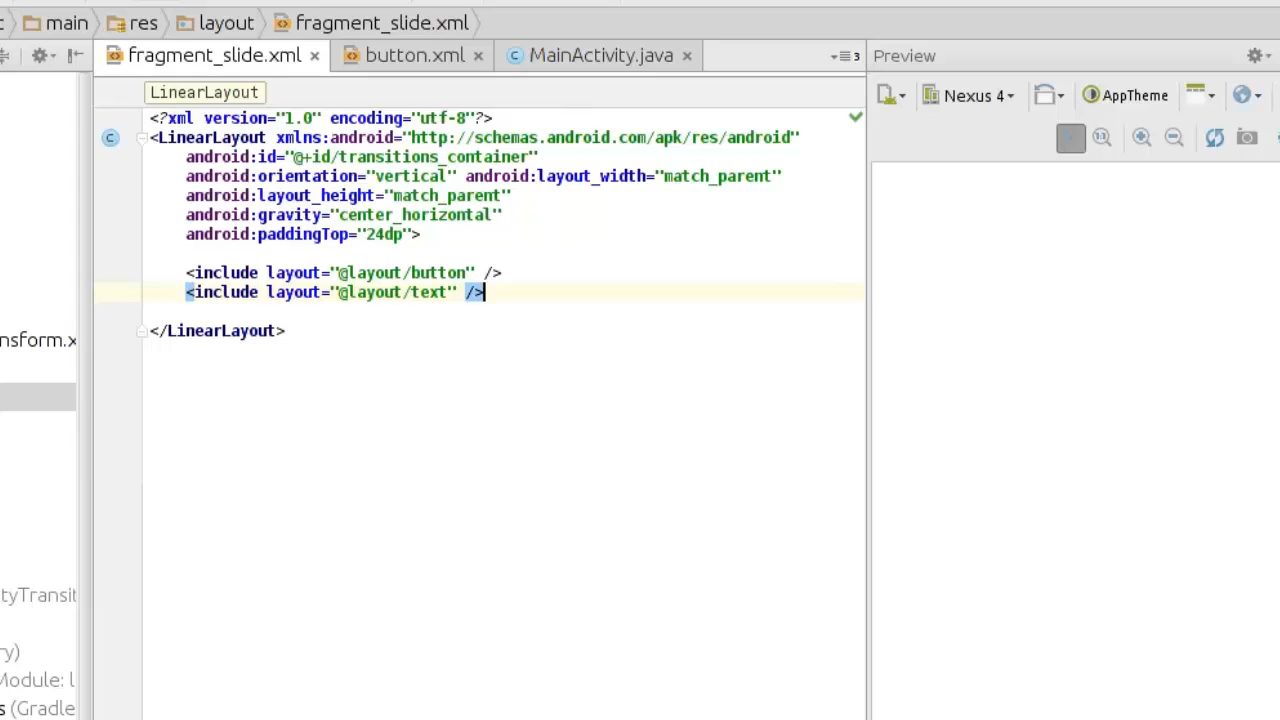 main res layout fragment_slide.xml
fragment_slide.xml button.xml MainActivity.java 3 Preview
LinearLayout
Nexus 4 AppTheme
<?xml version="1.0" encoding="utf-8"?>
<LinearLayout xmlns:android="http://schemas.android.com/apk/res/android"
android:id="@+id/transitions_container"
android:orientation="vertical" android:layout_width="match_parent"
android:layout_height="match_parent"
android:gravity="center_horizontal"
android:paddingTop="24dp">
<include layout="@layout/button" />
<include layout="@layout/text" />
</LinearLayout>
nsform.x
tyTransit
ry)
Module: l
s (Gradle